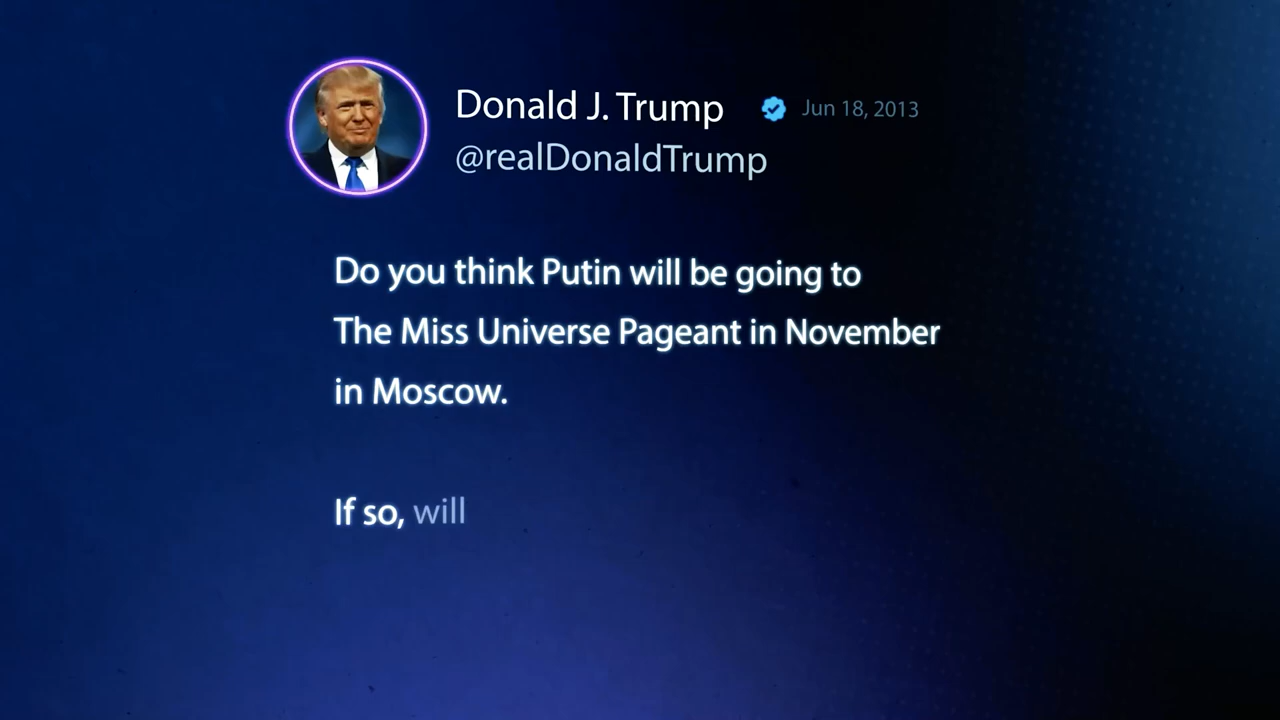 Donald J. Trump Jun 18, 2013
@realDonaldTrump
Do you think Putin will be going to
The Miss Universe Pageant in November
in Moscow.
If so, will